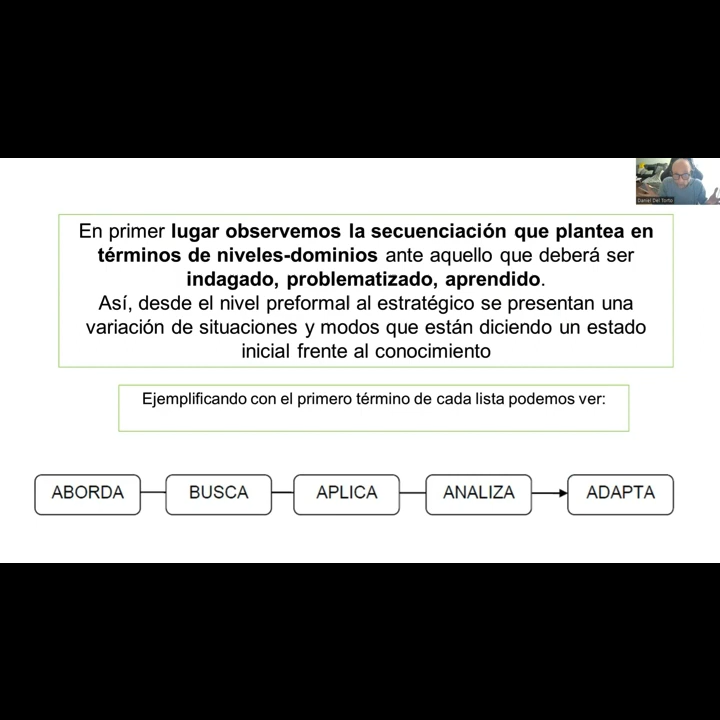 Daniel Del Torto
En primer lugar observemos la secuenciación que plantea en
términos de niveles-dominios ante aquello que deberá ser
indagado, problematizado, aprendido.
Así, desde el nivel preformal al estratégico se presentan una
variación de situaciones y modos que están diciendo un estado
inicial frente al conocimiento
Ejemplificando con el primero término de cada lista podemos ver:
ABORDA BUSCA APLICA ANALIZA ADAPTA